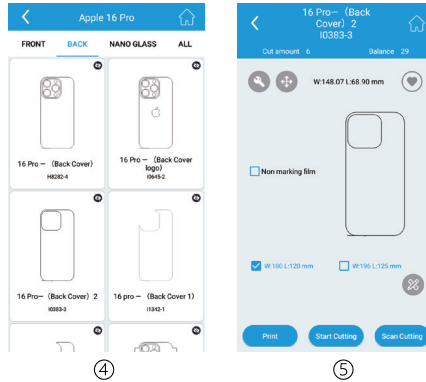 Apple 16 Pro
FRONT BACK NANO GLASS ALL
16 Pro— （Back Cover）
H8282-4
16 Pro — （Back Cover
logo）
I0645-2
16 Pro— （Back Cover）2
I0383-3
16 pro — （Back Cover 1）
I1342-1
④
16 Pro— （Back
Cover）2
I0383-3
Cut amount 6 Balance 29
W:148.07 L:68.90 mm
Non marking film
W:180 L:120 mm W:196 L:125 mm
Print Start Cutting Scan Cutting
⑤